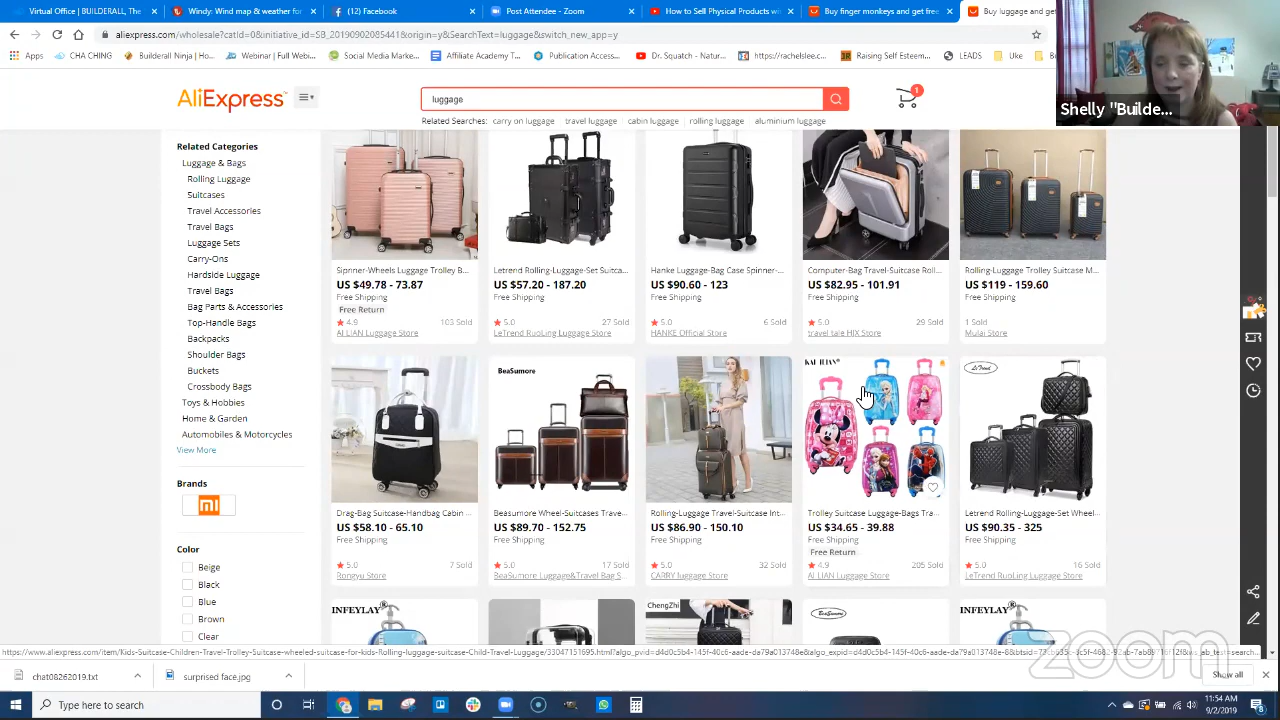 Virtual Office | BUILDERALL, The
Windy: Wind map & weather for
(12) Facebook
Post Attendee - Zoom
How to Sell Physical Products wi
Buy finger monkeys and get free
Buy luggage and get
aliexpress.com/wholesale?catId=0&initiative_id=SB_20190902085441&origin=y&SearchText=luggage&switch_new_app=y
Apps
CHA CHING
Builderall Ninja | Ho...
Webinar | Full Webi...
Social Media Marke...
Affiliate Academy T...
Publication Access...
Dr. Squatch - Natur...
https://rachelslee.c...
Raising Self Esteem...
LEADS
Uke
Shelly "Builde...
AliExpress
luggage
1
Related Searches: carry on luggage travel luggage cabin luggage rolling luggage aluminium luggage
Related Categories
Luggage & Bags
Rolling Luggage
Suitcases
Travel Accessories
Travel Bags
Luggage Sets
Carry-Ons
Hardside Luggage
Travel Bags
Bag Parts & Accessories
Top-Handle Bags
Backpacks
Shoulder Bags
Buckets
Crossbody Bags
Toys & Hobbies
Home & Garden
Automobiles & Motorcycles
View More
Brands
mi
Color
Beige
Black
Blue
Brown
Clear
Sipnner-Wheels Luggage Trolley B...
US $49.78 - 73.87
Free Shipping
Free Return
4.9 103 Sold
AI LIAN Luggage Store
Letrend Rolling-Luggage-Set Suitca...
US $57.20 - 187.20
Free Shipping
5.0 27 Sold
LeTrend RuoLing Luggage Store
Hanke Luggage-Bag Case Spinner-...
US $90.60 - 123
Free Shipping
5.0 6 Sold
HANKE Official Store
Computer-Bag Travel-Suitcase Roll...
US $82.95 - 101.91
Free Shipping
5.0 29 Sold
travel tale HJX Store
Rolling-Luggage Trolley Suitcase M...
US $119 - 159.60
Free Shipping
1 Sold
Mulai Store
Drag-Bag Suitcase-Handbag Cabin ...
US $58.10 - 65.10
Free Shipping
5.0 7 Sold
Rongyu Store
BeaSumore
Beasumore Wheel-Suitcases Trave...
US $89.70 - 152.75
Free Shipping
5.0 17 Sold
BeaSumore Luggage&Travel Bag S...
Rolling-Luggage Travel-Suitcase Int...
US $86.90 - 150.10
Free Shipping
5.0 32 Sold
CARRY luggage Store
Trolley Suitcase Luggage-Bags Tra...
US $34.65 - 39.88
Free Shipping
Free Return
4.9 205 Sold
AI LIAN Luggage Store
LeTrend
Letrend Rolling-Luggage-Set Wheel...
US $90.35 - 325
Free Shipping
5.0 16 Sold
LeTrend RuoLing Luggage Store
INFEYLAY®
ChengZhi
BeaSumore
INFEYLAY®
zoom
chat08262019.txt
surprised face.jpg
Show all
Type here to search
11:54 AM
9/2/2019
8